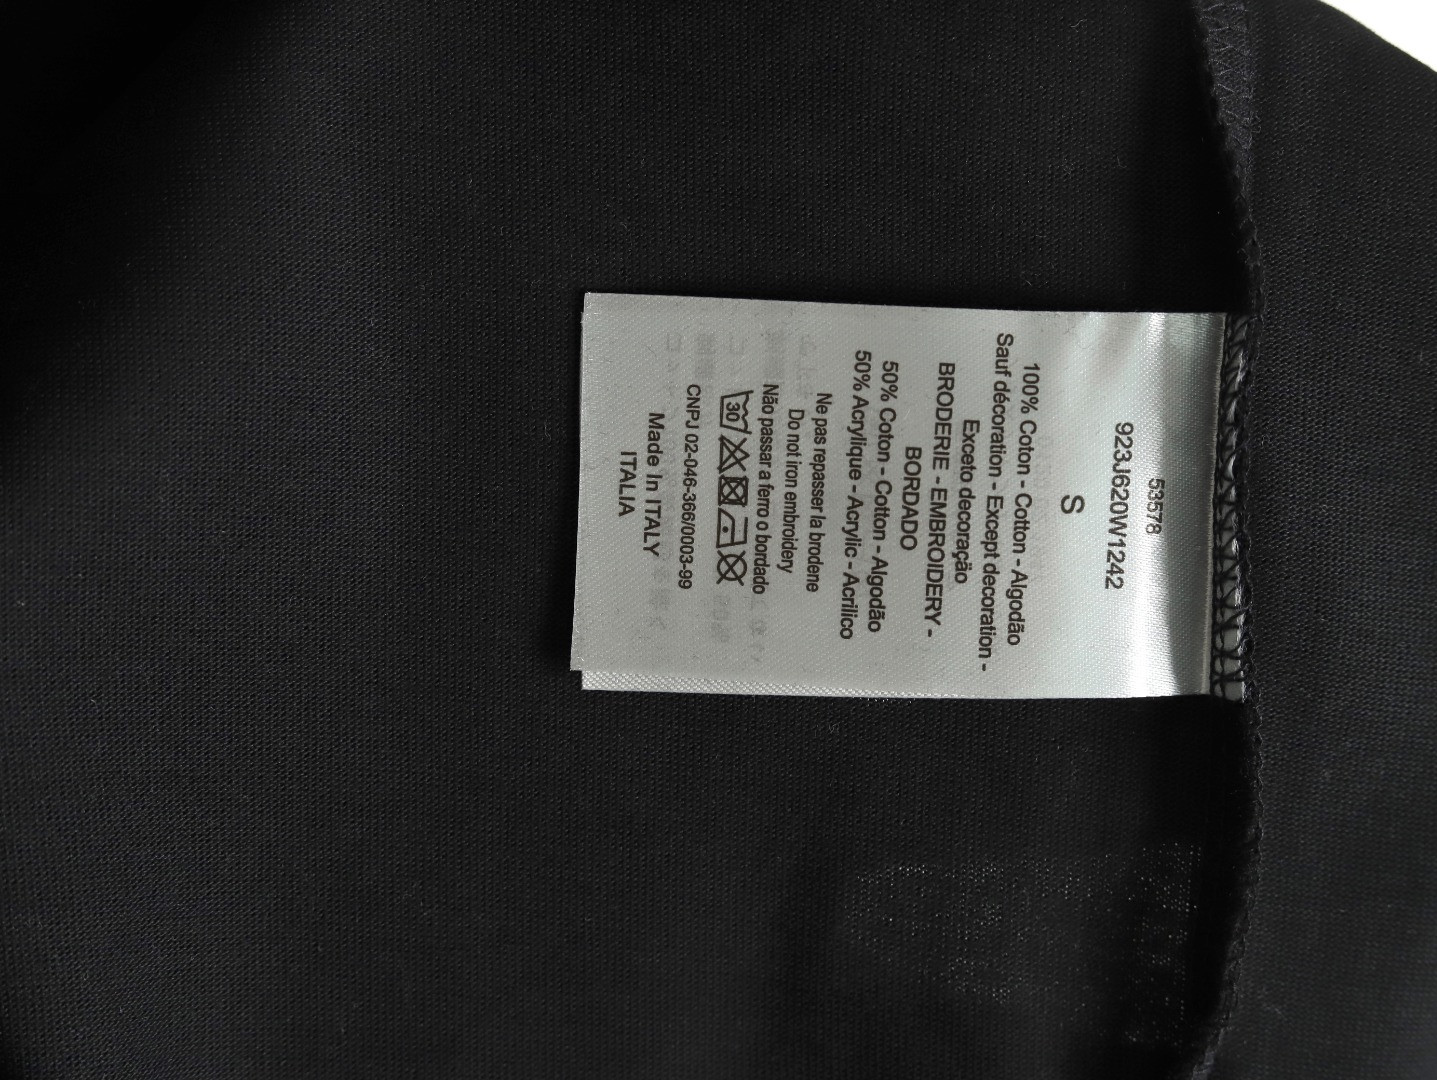 53578
923J620W1242
S
100% Coton - Cotton - Algodão
Sauf décoration - Except decoration -
Exceto decoração
BRODERIE - EMBROIDERY -
BORDADO
50% Coton - Cotton - Algodão
50% Acrylique - Acrylic - Acrilico
Ne pas repasser la brodene
Do not iron embroidery
Não passar a ferro o bordado
30
CNPJ 02-046-366/0003-99
Made In ITALY
ITALIA